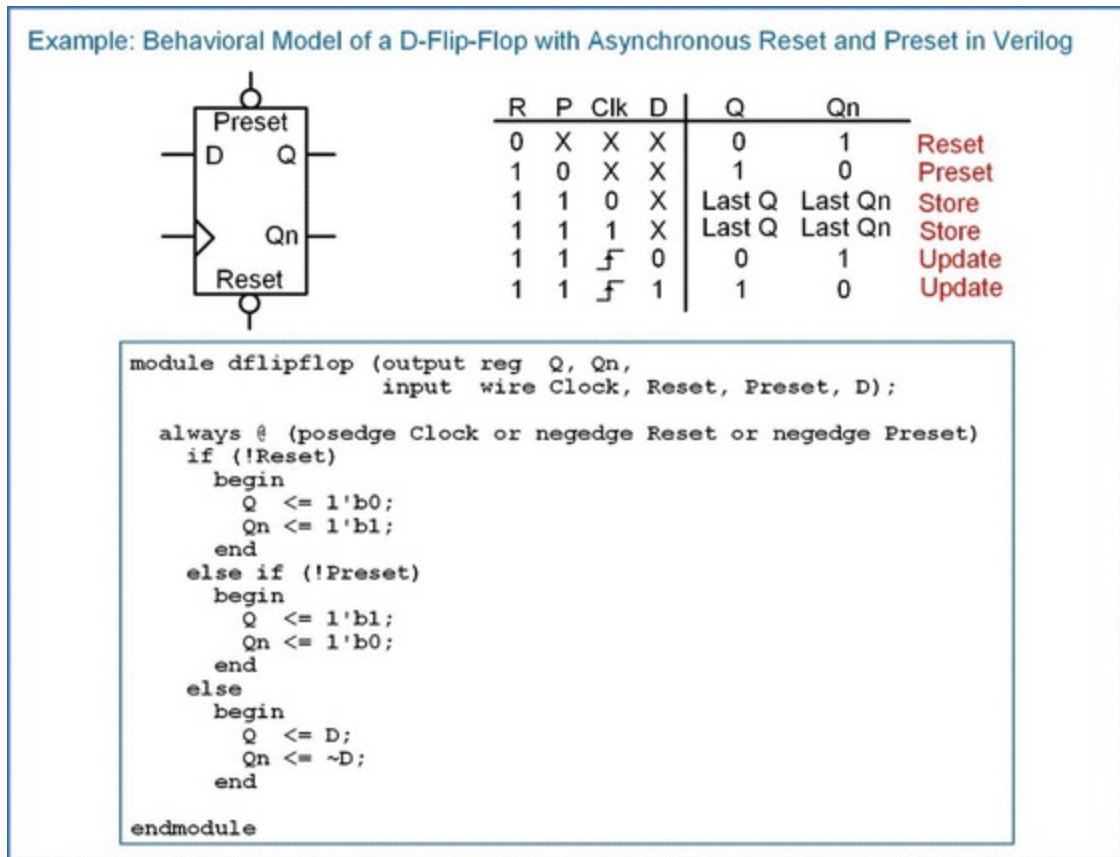 Example: Behavioral Model of a D-Flip-Flop with Asynchronous Reset and Preset in Verilog
Preset
D Q
Qn
Reset
R P Clk D Q Qn
0 X X X 0 1 Reset
1 0 X X 1 0 Preset
1 1 0 X Last Q Last Qn Store
1 1 1 X Last Q Last Qn Store
1 1 0 0 1 Update
1 1 1 1 0 Update
module dflipflop (output reg Q, Qn,
input wire Clock, Reset, Preset, D);
always @ (posedge Clock or negedge Reset or negedge Preset)
if (!Reset)
begin
Q <= 1'b0;
Qn <= 1'b1;
end
else if (!Preset)
begin
Q <= 1'b1;
Qn <= 1'b0;
end
else
begin
Q <= D;
Qn <= ~D;
end
endmodule